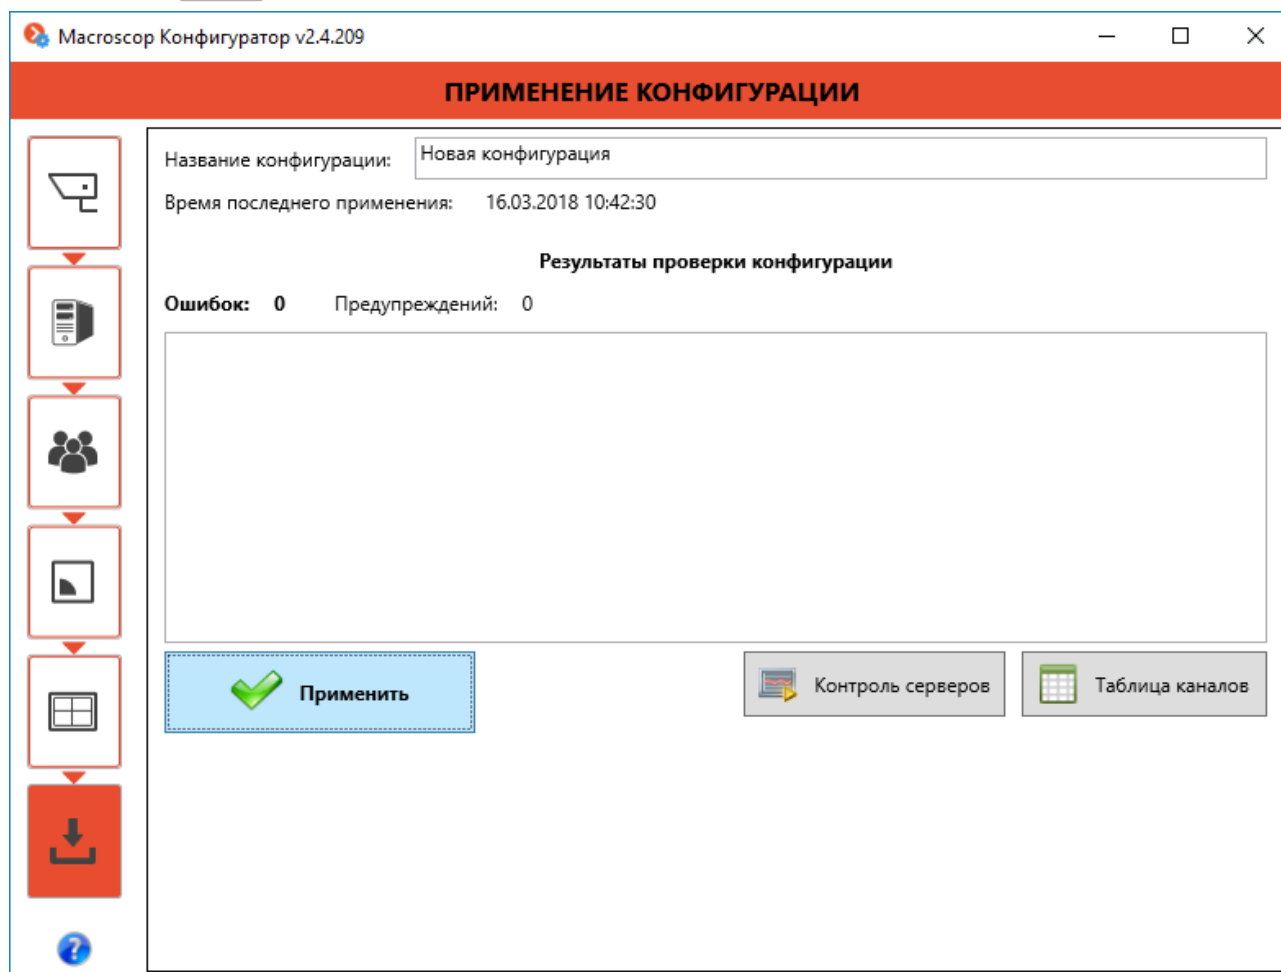 Macroscop Конфигуратор v2.4.209
ПРИМЕНЕНИЕ КОНФИГУРАЦИИ
Название конфигурации: Новая конфигурация
Время последнего применения: 16.03.2018 10:42:30
Результаты проверки конфигурации
Ошибок: 0 Предупреждений: 0
Применить Контроль серверов Таблица каналов
?